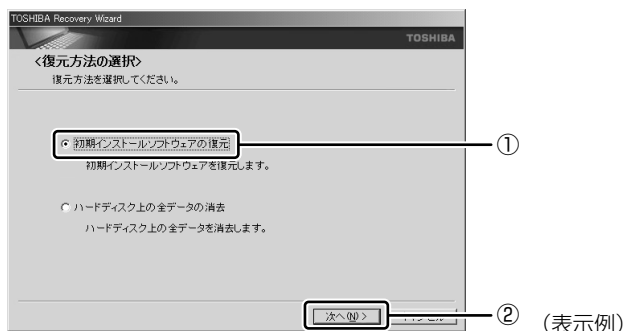 TOSHIBA Recovery Wizard
TOSHIBA
<復元方法の選択>
復元方法を選択してください。
初期インストールソフトウェアの復元
①
初期インストールソフトウェアを復元します。
ハードディスク上の全データの消去
ハードディスク上の全データを消去します。
次へ(N) >
②
(表示例)